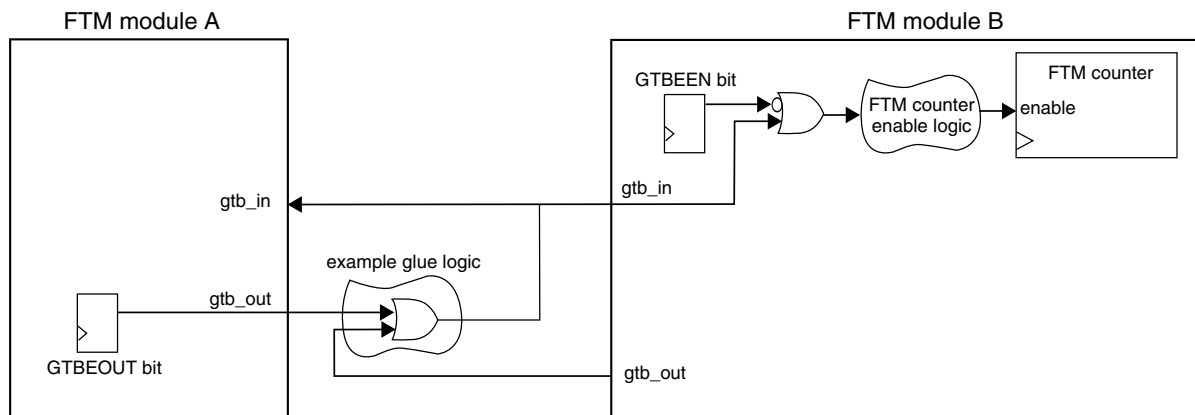 FTM module A
FTM module B
GTBEEN bit
FTM counter
enable logic
FTM counter
enable
gtb_in
gtb_in
example glue logic
gtb_out
GTBEOUT bit
gtb_out